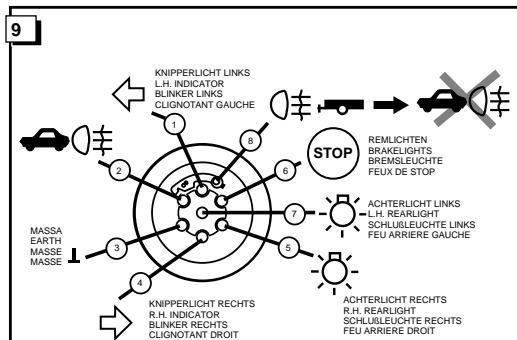 9
KNIPPERLICHT LINKS
L.H. INDICATOR
BLINKER LINKS
CLIGNOTANT GAUCHE
1
8
2
6
STOP
REMLICHTEN
BRAKELIGHTS
BREMSLEUCHTE
FEUX DE STOP
7
ACHTERLICHT LINKS
L.H. REARLIGHT
SCHLUßLEUCHTE LINKS
FEU ARRIERE GAUCHE
MASSA
EARTH
MASSE
MASSE
3
5
4
KNIPPERLICHT RECHTS
R.H. INDICATOR
BLINKER RECHTS
CLIGNOTANT DROIT
ACHTERLICHT RECHTS
R.H. REARLIGHT
SCHLUßLEUCHTE RECHTS
FEU ARRIERE DROIT